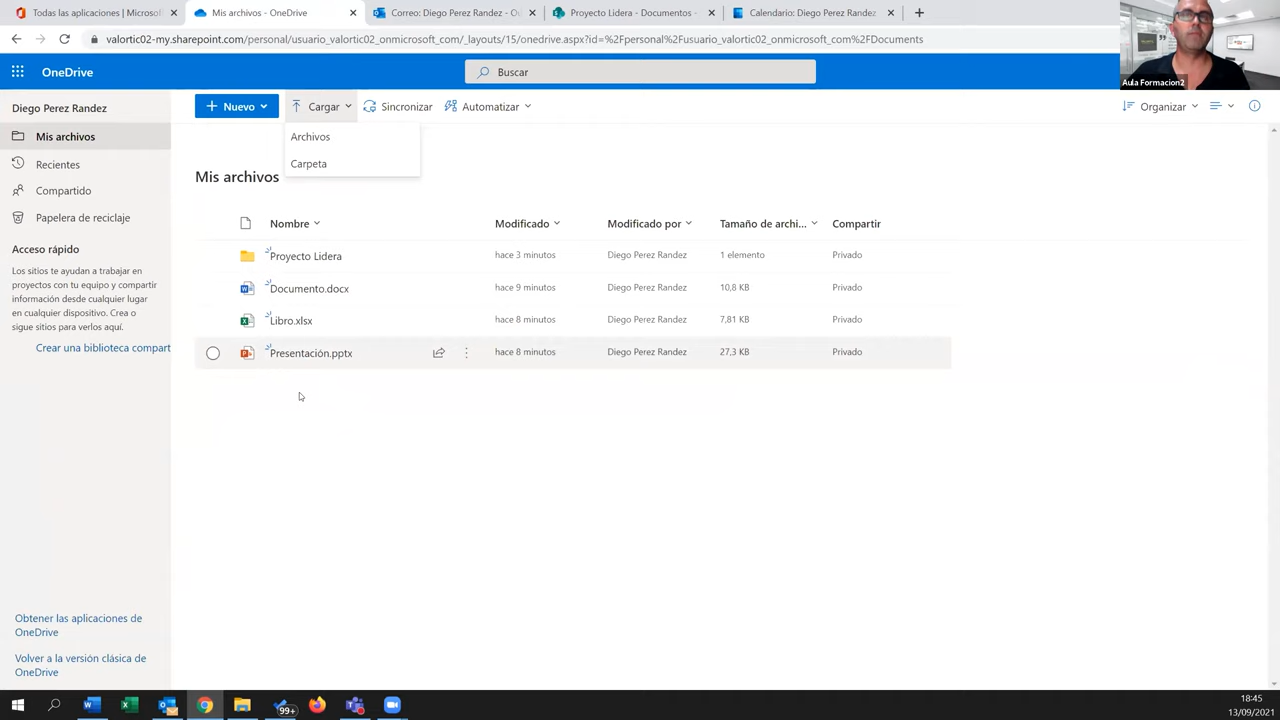 Todas las aplicaciones | Microsof
Mis archivos - OneDrive
Correo: Diego Perez Randez - Ou
Proyecto Lidera - Documentos -
Calendario: Diego Perez Randez
valortic02-my.sharepoint.com/personal/usuario_valortic02_onmicrosoft_com/_layouts/15/onedrive.aspx?id=%2Fpersonal%2Fusuario_valortic02_onmicrosoft_com%2FDocuments
Aula Formacion2
OneDrive
Buscar
Diego Perez Randez
Nuevo
Cargar
Sincronizar
Automatizar
Organizar
Archivos
Carpeta
Mis archivos
Recientes
Compartido
Papelera de reciclaje
Acceso rápido
Los sitios te ayudan a trabajar en
proyectos con tu equipo y compartir
información desde cualquier lugar
en cualquier dispositivo. Crea o
sigue sitios para verlos aquí.
Crear una biblioteca compart
Mis archivos
Nombre Modificado Modificado por Tamaño de archi... Compartir
Proyecto Lidera hace 3 minutos Diego Perez Randez 1 elemento Privado
Documento.docx hace 9 minutos Diego Perez Randez 10,8 KB Privado
Libro.xlsx hace 8 minutos Diego Perez Randez 7,81 KB Privado
Presentación.pptx hace 8 minutos Diego Perez Randez 27,3 KB Privado
Obtener las aplicaciones de
OneDrive
Volver a la versión clásica de
OneDrive
99+
18:45
13/09/2021